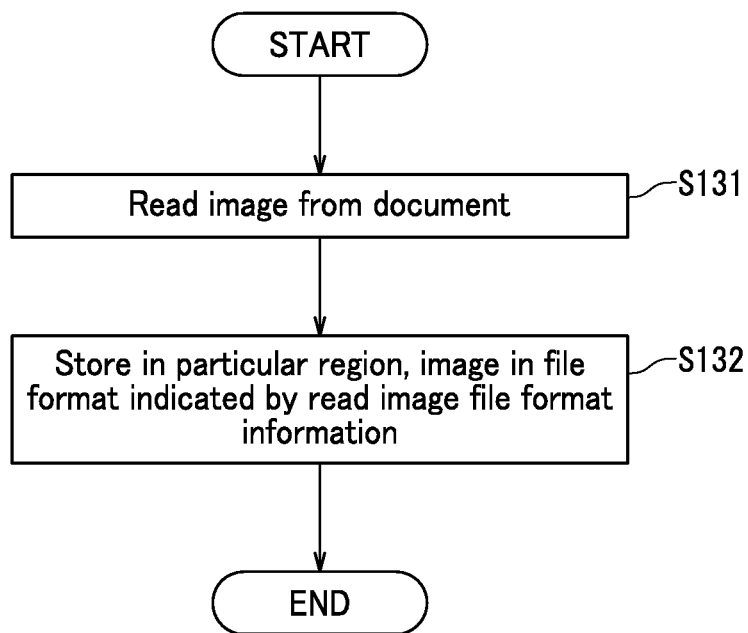 START
Read image from document
S131
Store in particular region, image in file
format indicated by read image file format
information
S132
END